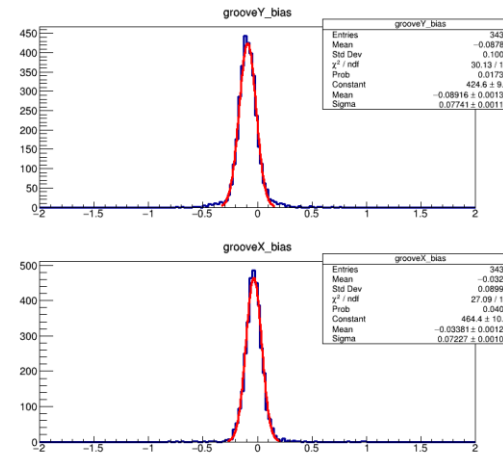 grooveY_bias
grooveY_bias
Entries 343
Mean −0.0878
Std Dev 0.100
χ² / ndf 30.13 / 1
Prob 0.0173
Constant 424.6 ± 9.
Mean −0.08916 ± 0.0013
Sigma 0.07741 ± 0.0011
450
400
350
300
250
200
150
100
50
0
−2 −1.5 −1 −0.5 0 0.5 1 1.5 2
grooveX_bias
grooveX_bias
Entries 343
Mean −0.032
Std Dev 0.0899
χ² / ndf 27.09 / 1
Prob 0.040
Constant 464.4 ± 10.
Mean −0.03381 ± 0.0012
Sigma 0.07227 ± 0.0010
500
400
300
200
100
0
−2 −1.5 −1 −0.5 0 0.5 1 1.5 2